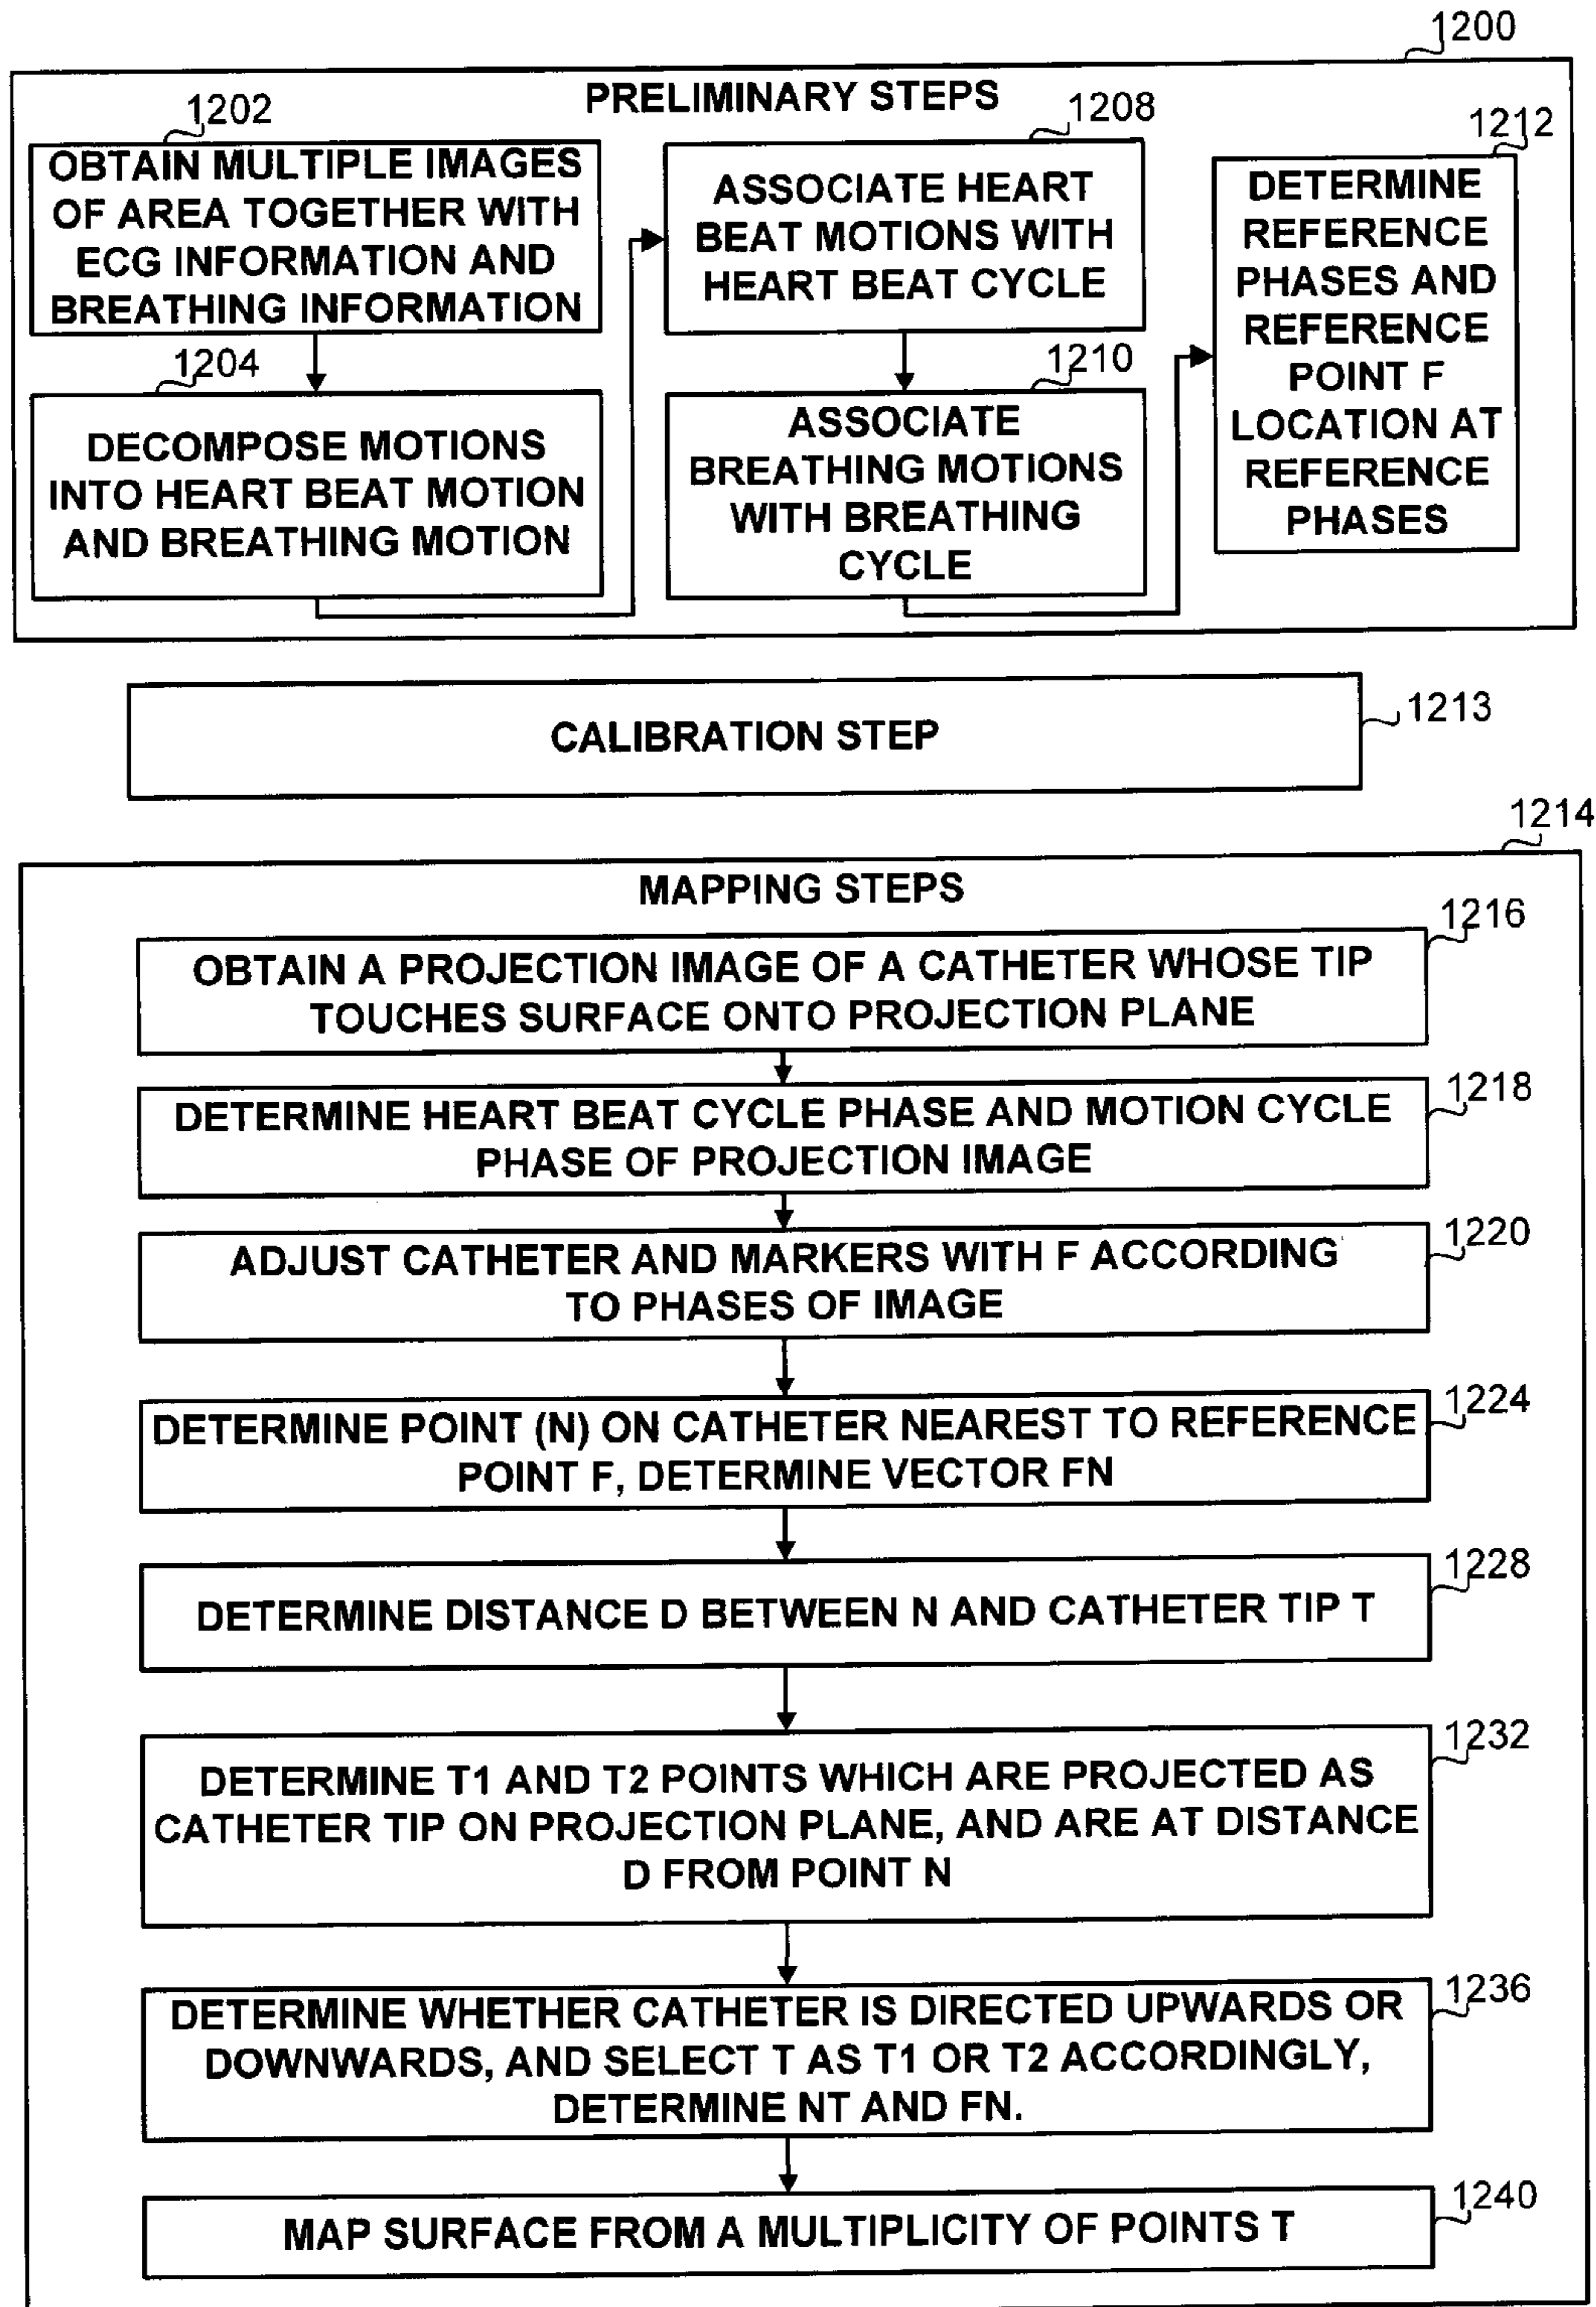 1200
PRELIMINARY STEPS
1202
OBTAIN MULTIPLE IMAGES
OF AREA TOGETHER WITH
ECG INFORMATION AND
BREATHING INFORMATION
1204
DECOMPOSE MOTIONS
INTO HEART BEAT MOTION
AND BREATHING MOTION
1208
ASSOCIATE HEART
BEAT MOTIONS WITH
HEART BEAT CYCLE
1210
ASSOCIATE
BREATHING MOTIONS
WITH BREATHING
CYCLE
1212
DETERMINE
REFERENCE
PHASES AND
REFERENCE
POINT F
LOCATION AT
REFERENCE
PHASES
CALIBRATION STEP
1213
1214
MAPPING STEPS
1216
OBTAIN A PROJECTION IMAGE OF A CATHETER WHOSE TIP
TOUCHES SURFACE ONTO PROJECTION PLANE
1218
DETERMINE HEART BEAT CYCLE PHASE AND MOTION CYCLE
PHASE OF PROJECTION IMAGE
1220
ADJUST CATHETER AND MARKERS WITH F ACCORDING
TO PHASES OF IMAGE
1224
DETERMINE POINT (N) ON CATHETER NEAREST TO REFERENCE
POINT F, DETERMINE VECTOR FN
1228
DETERMINE DISTANCE D BETWEEN N AND CATHETER TIP T
1232
DETERMINE T1 AND T2 POINTS WHICH ARE PROJECTED AS
CATHETER TIP ON PROJECTION PLANE, AND ARE AT DISTANCE
D FROM POINT N
1236
DETERMINE WHETHER CATHETER IS DIRECTED UPWARDS OR
DOWNWARDS, AND SELECT T AS T1 OR T2 ACCORDINGLY,
DETERMINE NT AND FN.
1240
MAP SURFACE FROM A MULTIPLICITY OF POINTS T